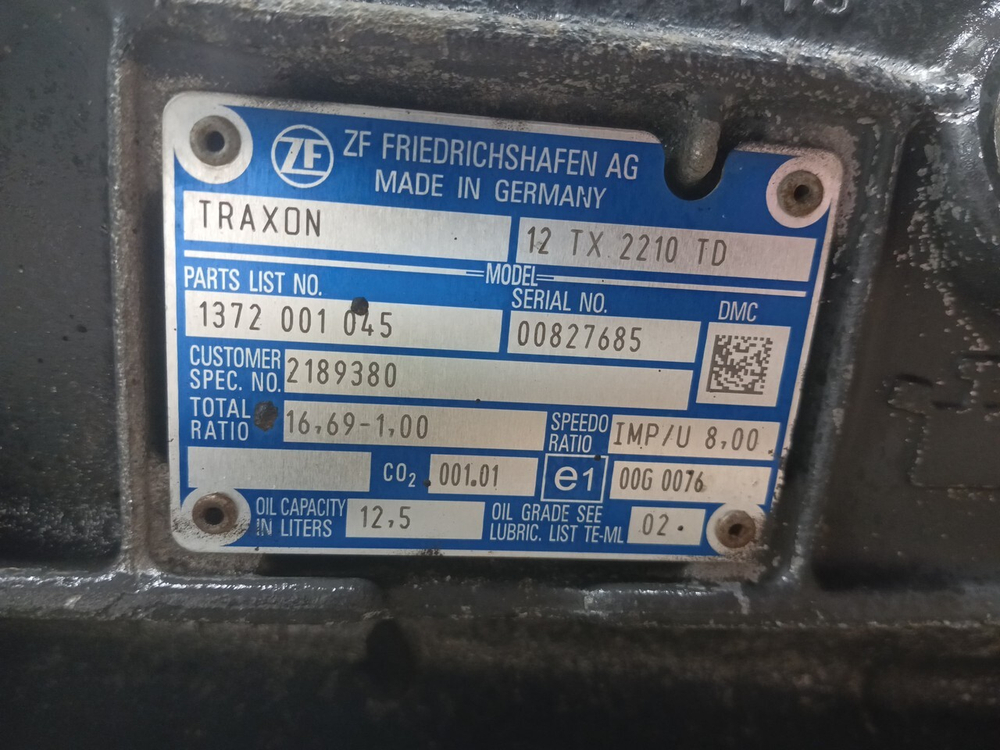 ZF FRIEDRICHSHAFEN AG
MADE IN GERMANY
TRAXON
12 TX 2210 TD
MODEL
PARTS LIST NO.
SERIAL NO.
DMC
1372 001 045
00827685
CUSTOMER
SPEC. NO.
2189380
TOTAL
RATIO
16,69-1,00
SPEEDO
RATIO
IMP/U 8,00
CO₂
001.01
e1
00G 0076
OIL CAPACITY
IN LITERS
12,5
OIL GRADE SEE
LUBRIC. LIST TE-ML
02.